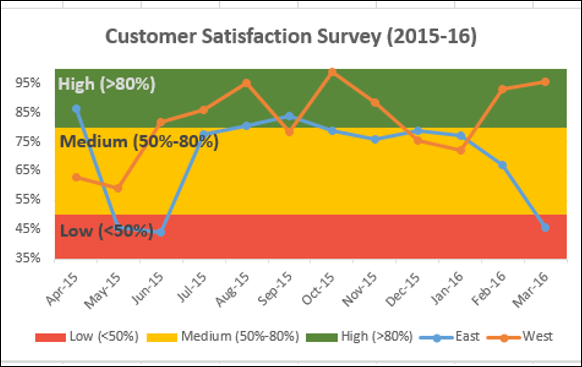 Customer Satisfaction Survey (2015-16)
95%
High (>80%)
85%
75%
Medium (50%-80%)
65%
55%
45%
Low (<50%)
35%
Apr-15
May-15
Jun-15
Jul-15
Aug-15
Sep-15
Oct-15
Nov-15
Dec-15
Jan-16
Feb-16
Mar-16
Low (<50%) Medium (50%-80%) High (>80%) East West